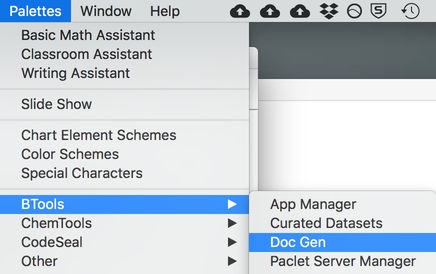 Palettes Window Help
Basic Math Assistant
Classroom Assistant
Writing Assistant
Slide Show
Chart Element Schemes
Color Schemes
Special Characters
BTools
ChemTools
CodeSeal
Other
App Manager
Curated Datasets
Doc Gen
Paclet Server Manager